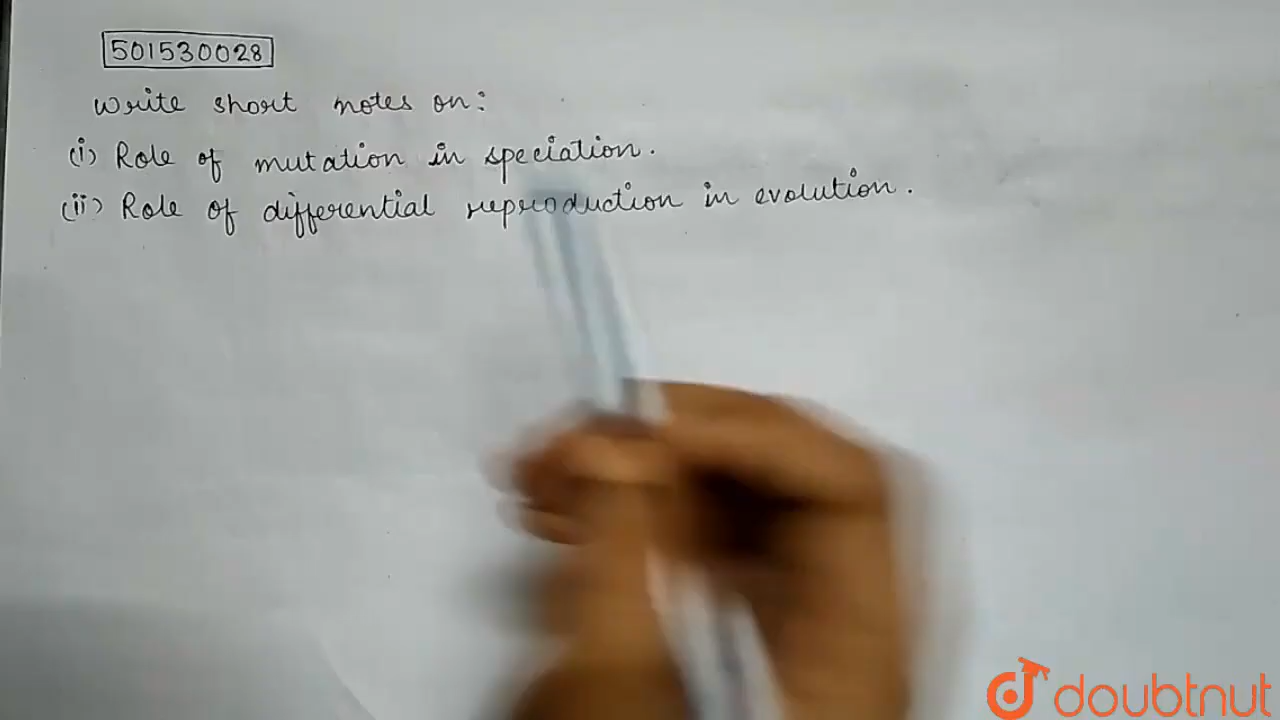 501530028
Write short notes on:
(i) Role of mutation in speciation.
(ii) Role of differential reproduction in evolution.
doubtnut